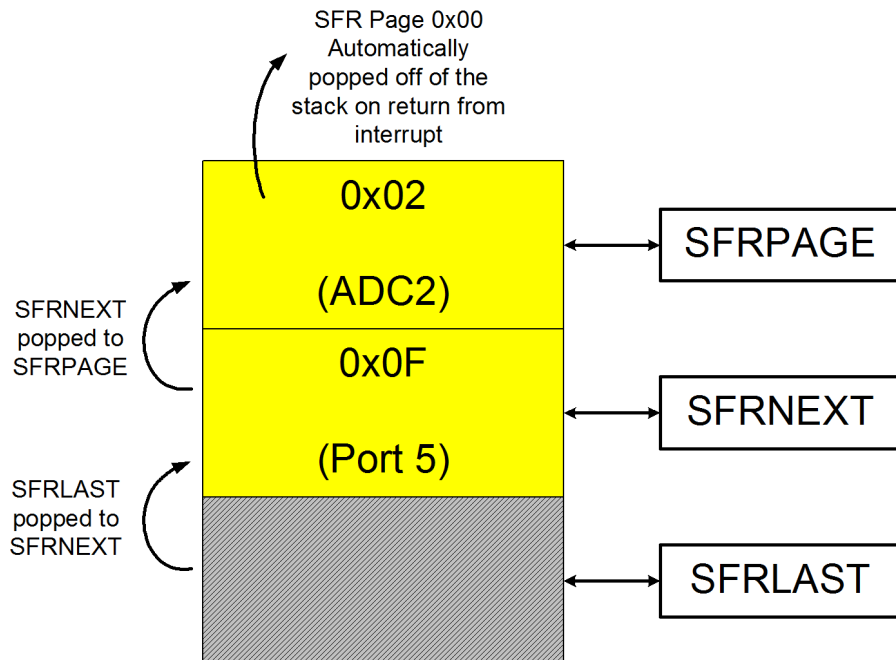 SFR Page 0x00
Automatically
popped off of the
stack on return from
interrupt
0x02
(ADC2)
SFRPAGE
SFRNEXT
popped to
SFRPAGE
0x0F
(Port 5)
SFRNEXT
SFRLAST
popped to
SFRNEXT
SFRLAST